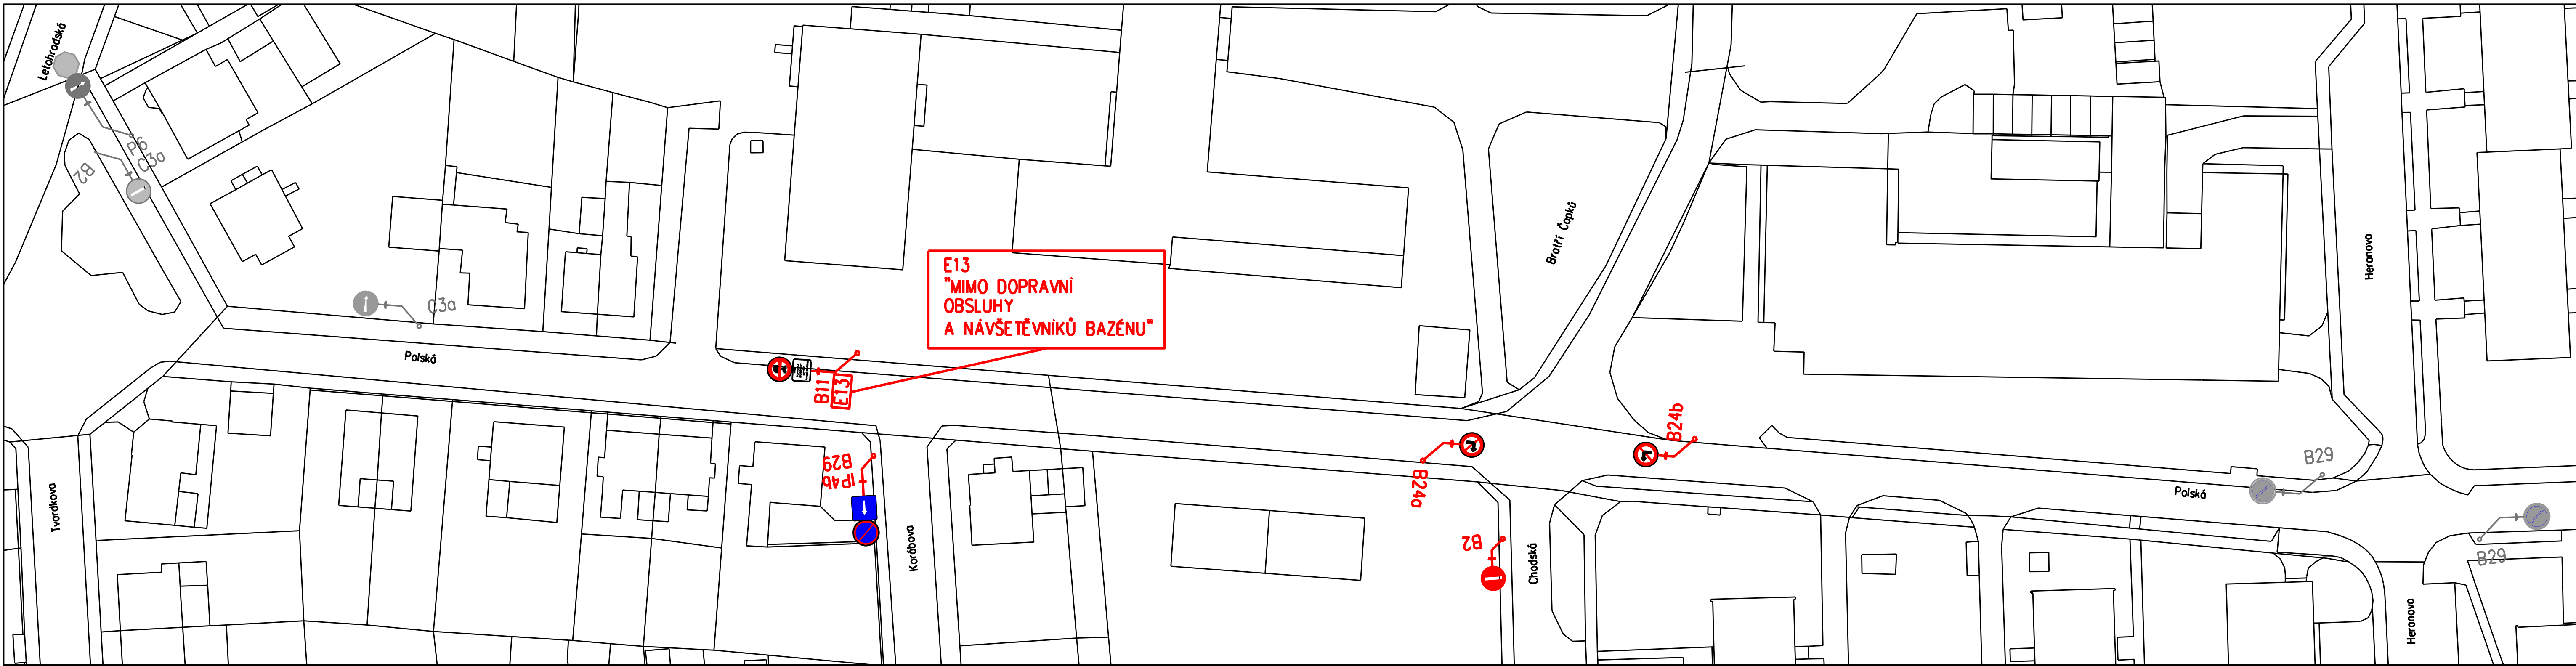 Letohradská
P6
C3a
B2
C3a
Polská
Tvardkova
B29
IP4b
Korábova
B11
E13
E13
"MIMO DOPRAVNÍ
OBSLUHY
A NÁVŠETĚVNÍKŮ BAZÉNU"
Bratří Čapků
B24a
B24b
B2
Chodská
Heranova
B29
Polská
B29
Heranova